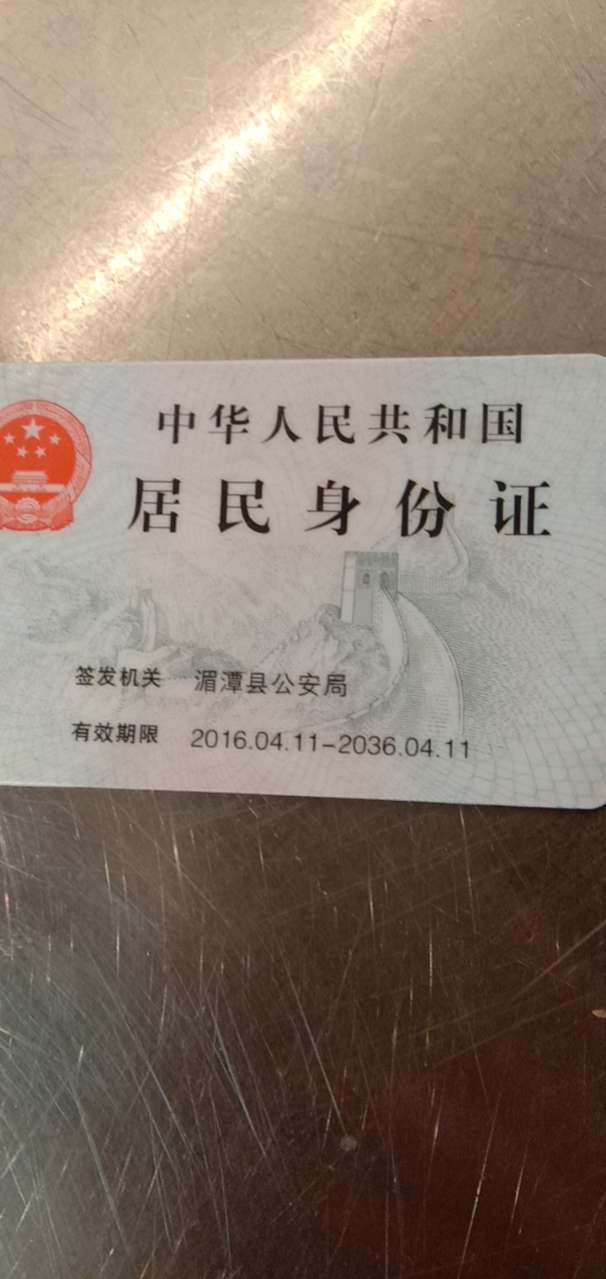 中华人民共和国
居民身份证
签发机关 湄潭县公安局
有效期限 2016.04.11-2036.04.11